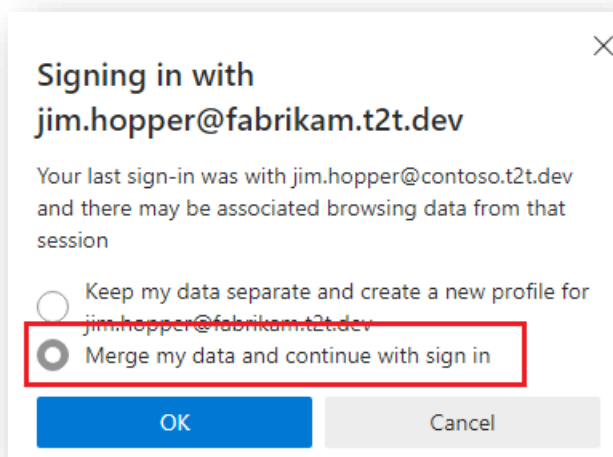 Signing in with
jim.hopper@fabrikam.t2t.dev
Your last sign-in was with jim.hopper@contoso.t2t.dev
and there may be associated browsing data from that
session
Keep my data separate and create a new profile for
jim.hopper@fabrikam.t2t.dev
Merge my data and continue with sign in
OK
Cancel